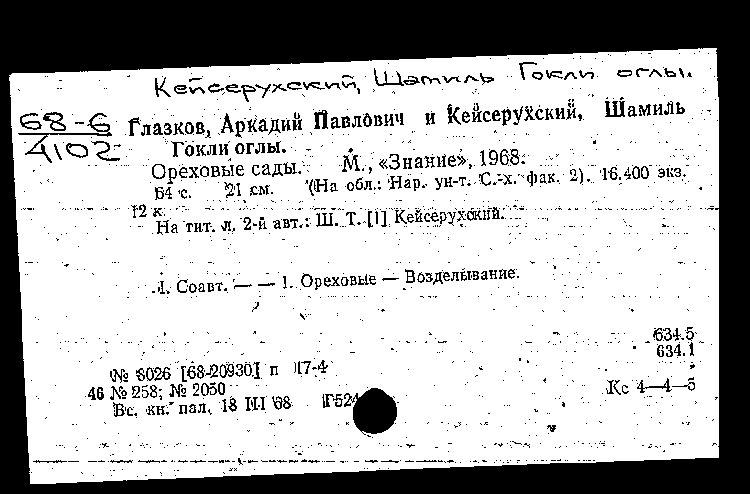 Кейсерухский, Шамиль Гокли оглы.
68-6
4102
Глазков, Аркадий Павлович и Кейсерухский, Шамиль
Гокли оглы.
Ореховые сады. М., «Знание», 1968.
64 с. 21 см. (На обл.: Нар. ун-т. С.-х. фак. 2). 16.400 экз.
12 к.
На тит. л. 2-й авт.: Ш. Т. [!] Кейсерухский.
1. Соавт. — — 1. Ореховые — Возделывание.
634.5
634.1
№ 8026 [68-20930] п 17-4
46 № 258; № 2050
Кс 4—4—5
Вс. кн. пал. 18 III 68 Г524